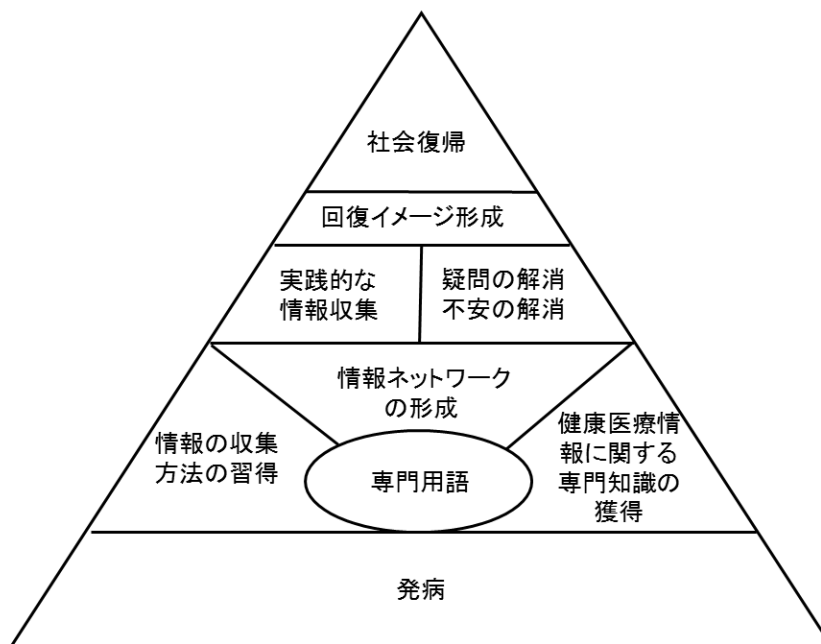 社会復帰
回復イメージ形成
実践的な
情報収集
疑問の解消
不安の解消
情報ネットワーク
の形成
情報の収集
方法の習得
専門用語
健康医療情
報に関する
専門知識の
獲得
発病